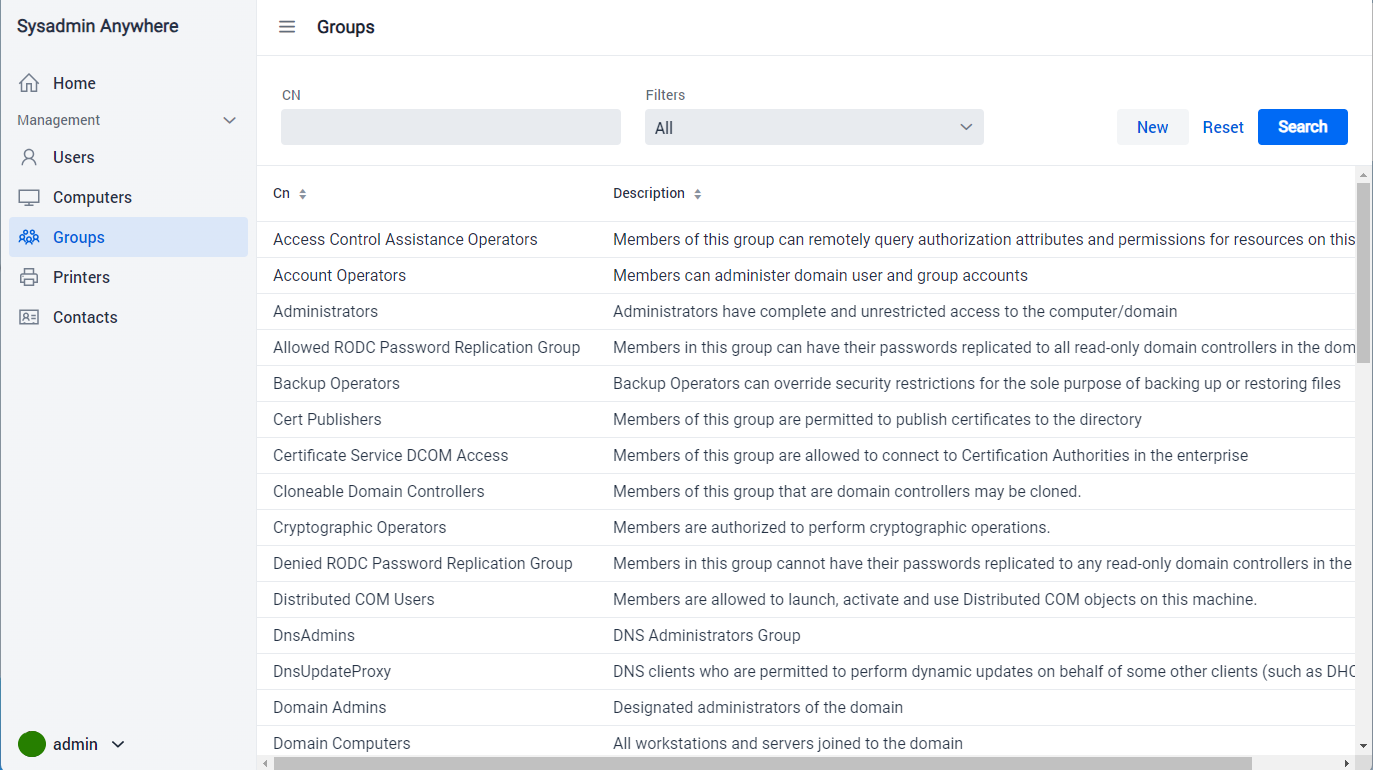 Sysadmin Anywhere
Groups
Home
Management
Users
Computers
Groups
Printers
Contacts
admin
CN
Filters
All
New
Reset
Search
Cn
Description
Access Control Assistance Operators Members of this group can remotely query authorization attributes and permissions for resources on this
Account Operators Members can administer domain user and group accounts
Administrators Administrators have complete and unrestricted access to the computer/domain
Allowed RODC Password Replication Group Members in this group can have their passwords replicated to all read-only domain controllers in the dom
Backup Operators Backup Operators can override security restrictions for the sole purpose of backing up or restoring files
Cert Publishers Members of this group are permitted to publish certificates to the directory
Certificate Service DCOM Access Members of this group are allowed to connect to Certification Authorities in the enterprise
Cloneable Domain Controllers Members of this group that are domain controllers may be cloned.
Cryptographic Operators Members are authorized to perform cryptographic operations.
Denied RODC Password Replication Group Members in this group cannot have their passwords replicated to any read-only domain controllers in the
Distributed COM Users Members are allowed to launch, activate and use Distributed COM objects on this machine.
DnsAdmins DNS Administrators Group
DnsUpdateProxy DNS clients who are permitted to perform dynamic updates on behalf of some other clients (such as DHC
Domain Admins Designated administrators of the domain
Domain Computers All workstations and servers joined to the domain